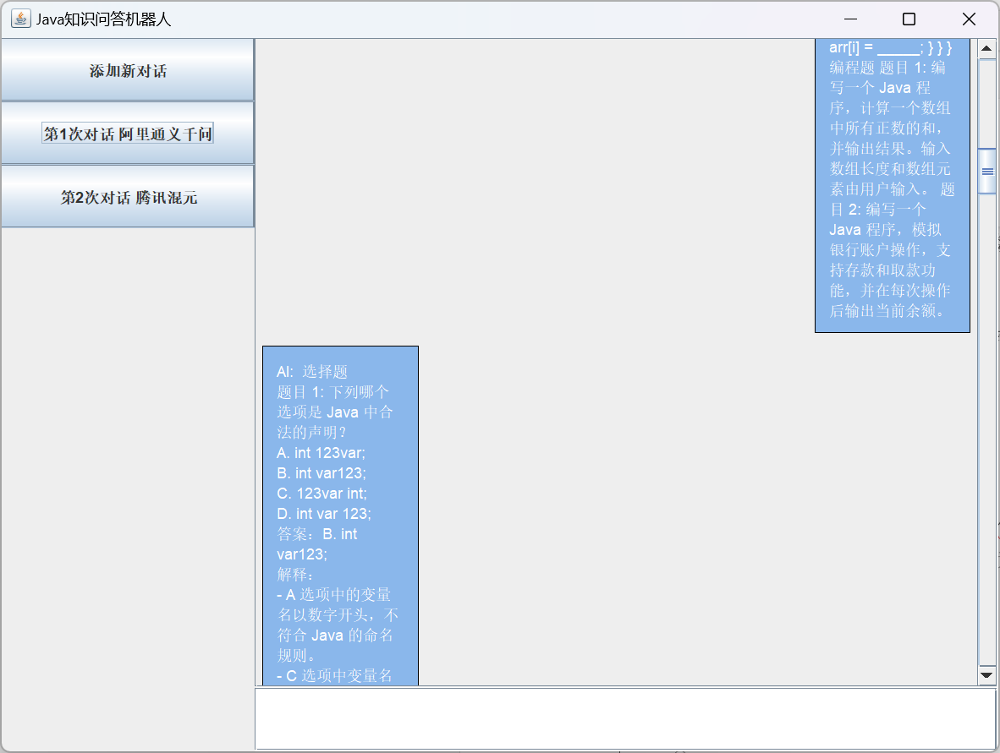 Java知识问答机器人
添加新对话
第1次对话 阿里通义千问
第2次对话 腾讯混元
arr[i] = _____; } } }
编程题 题目 1: 编
写一个 Java 程
序，计算一个数组
中所有正数的和，
并输出结果。输入
数组长度和数组元
素由用户输入。 题
目 2: 编写一个
Java 程序，模拟
银行账户操作，支
持存款和取款功
能，并在每次操作
后输出当前余额。
AI: 选择题
题目 1: 下列哪个
选项是 Java 中合
法的声明？
A. int 123var;
B. int var123;
C. 123var int;
D. int var 123;
答案：B. int
var123;
解释：
- A 选项中的变量
名以数字开头，不
符合 Java 的命名
规则。
- C 选项中变量名